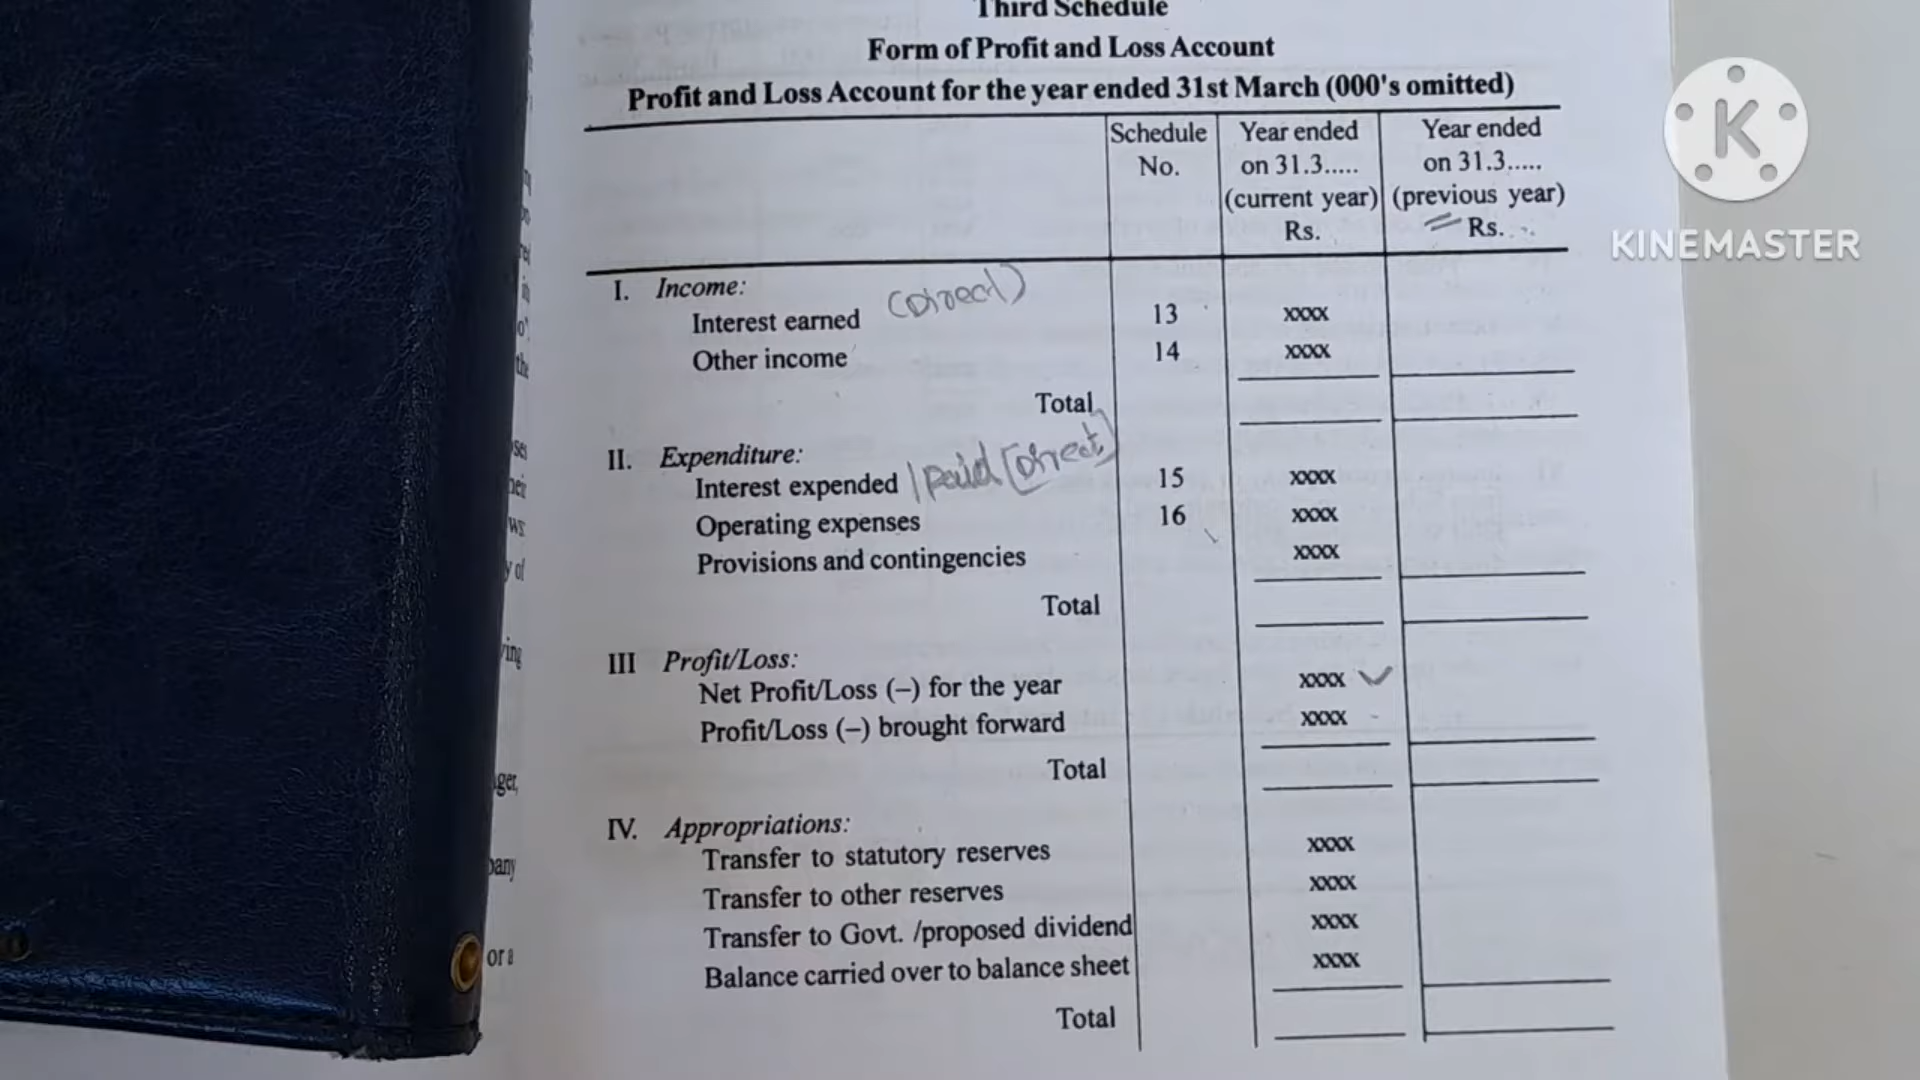 Third Schedule
Form of Profit and Loss Account
Profit and Loss Account for the year ended 31st March (000's omitted)
Schedule No. Year ended on 31.3..... (current year) Rs. Year ended on 31.3..... (previous year) Rs.
I. Income: (Direct)
Interest earned 13 xxxx
Other income 14 xxxx
Total
II. Expenditure:
Interest expended | paid [Direct] 15 xxxx
Operating expenses 16 xxxx
Provisions and contingencies xxxx
Total
III Profit/Loss:
Net Profit/Loss (–) for the year xxxx
Profit/Loss (–) brought forward xxxx
Total
IV. Appropriations:
Transfer to statutory reserves xxxx
Transfer to other reserves xxxx
Transfer to Govt. /proposed dividend xxxx
Balance carried over to balance sheet xxxx
Total
K
KINEMASTER